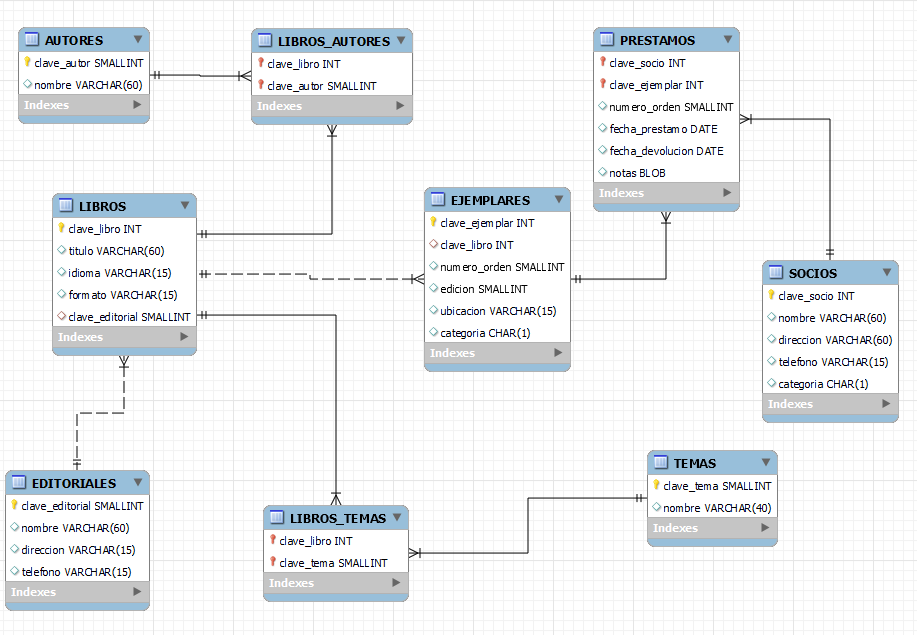 AUTORES
clave_autor SMALLINT
nombre VARCHAR(60)
Indexes
LIBROS_AUTORES
clave_libro INT
clave_autor SMALLINT
Indexes
PRESTAMOS
clave_socio INT
clave_ejemplar INT
numero_orden SMALLINT
fecha_prestamo DATE
fecha_devolucion DATE
notas BLOB
Indexes
LIBROS
clave_libro INT
titulo VARCHAR(60)
idioma VARCHAR(15)
formato VARCHAR(15)
clave_editorial SMALLINT
Indexes
EJEMPLARES
clave_ejemplar INT
clave_libro INT
numero_orden SMALLINT
edicion SMALLINT
ubicacion VARCHAR(15)
categoria CHAR(1)
Indexes
SOCIOS
clave_socio INT
nombre VARCHAR(60)
direccion VARCHAR(60)
telefono VARCHAR(15)
categoria CHAR(1)
Indexes
EDITORIALES
clave_editorial SMALLINT
nombre VARCHAR(60)
direccion VARCHAR(15)
telefono VARCHAR(15)
Indexes
LIBROS_TEMAS
clave_libro INT
clave_tema SMALLINT
Indexes
TEMAS
clave_tema SMALLINT
nombre VARCHAR(40)
Indexes